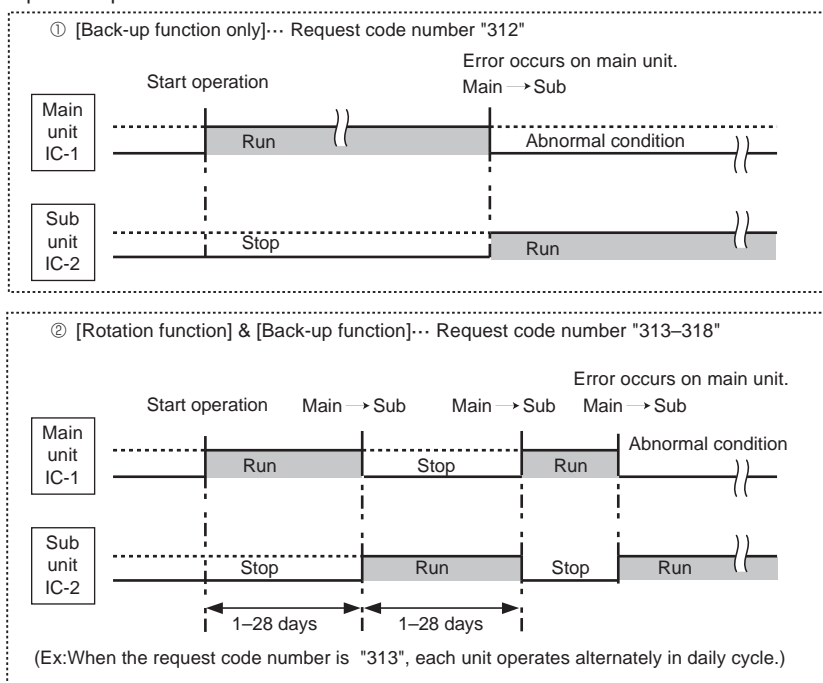 ① [Back-up function only]··· Request code number "312"
Error occurs on main unit.
Start operation
Main → Sub
Main
unit
IC-1
Run
Abnormal condition
Sub
unit
IC-2
Stop
Run
② [Rotation function] & [Back-up function]··· Request code number "313–318"
Error occurs on main unit.
Start operation Main → Sub Main → Sub Main → Sub
Main
unit
IC-1
Abnormal condition
Run Stop Run
Sub
unit
IC-2
Stop Run Stop Run
1–28 days 1–28 days
(Ex:When the request code number is "313", each unit operates alternately in daily cycle.)